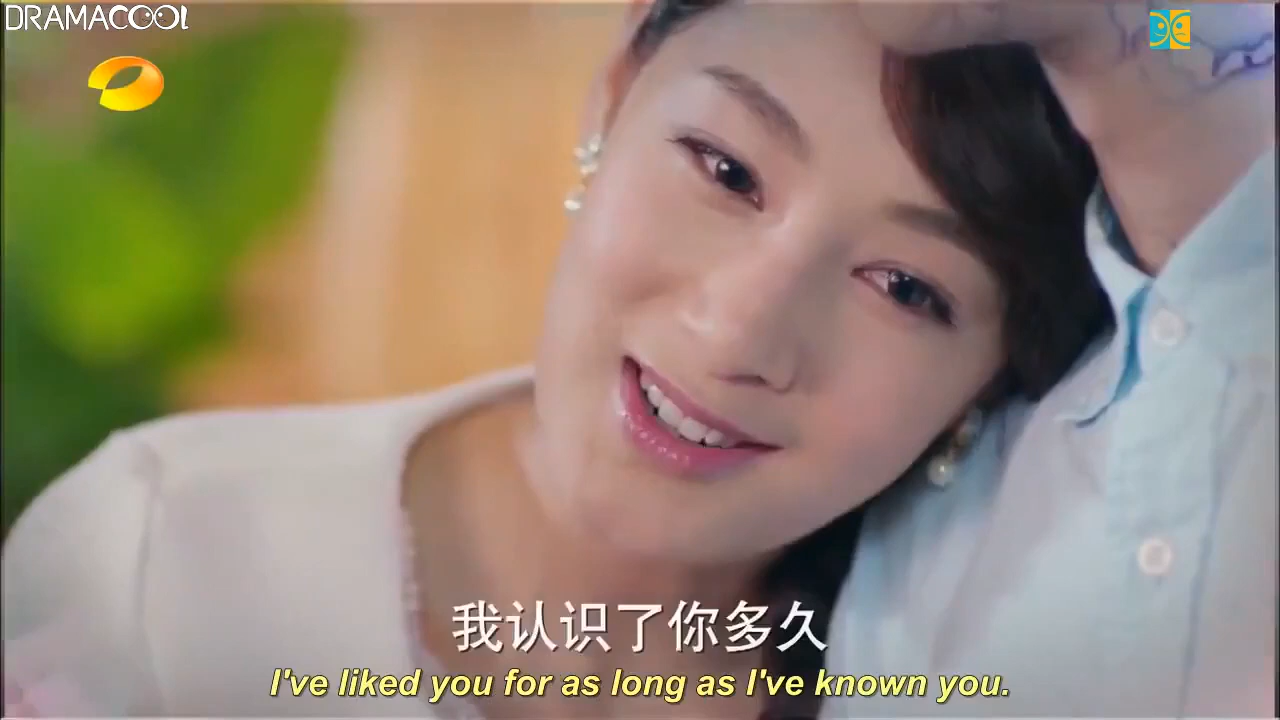 DRAMACOOL
我认识了你多久
I've liked you for as long as I've known you.